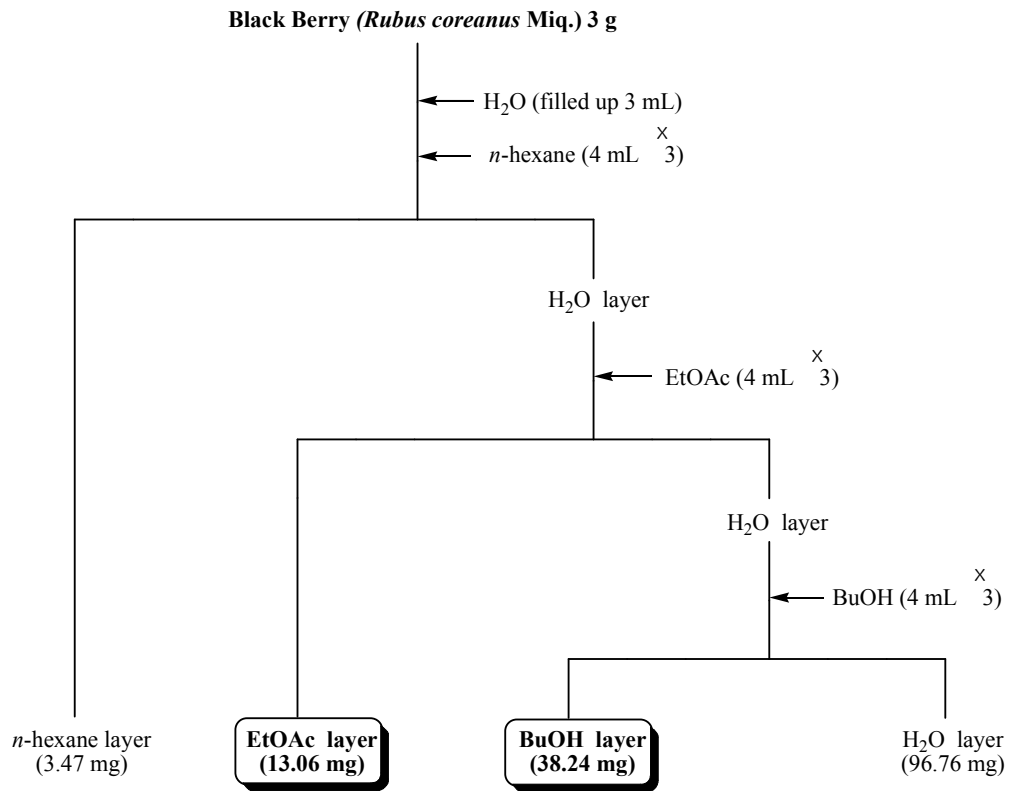 Black Berry (Rubus coreanus Miq.) 3 g
H₂O (filled up 3 mL)
n-hexane (4 mL × 3)
H₂O layer
EtOAc (4 mL × 3)
H₂O layer
BuOH (4 mL × 3)
n-hexane layer
(3.47 mg)
EtOAc layer
(13.06 mg)
BuOH layer
(38.24 mg)
H₂O layer
(96.76 mg)